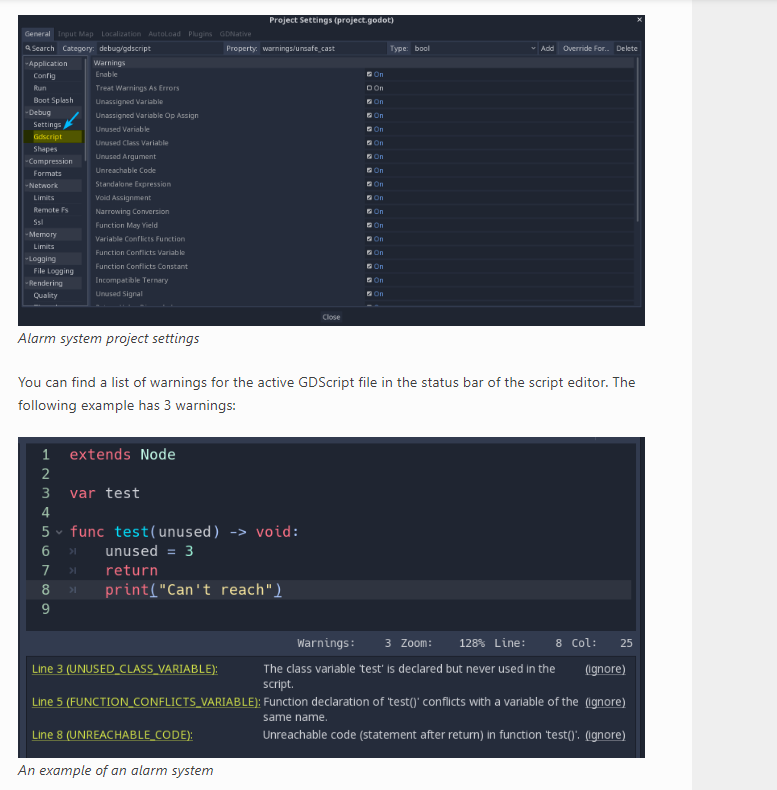 Project Settings (project.godot)
General Input Map Localization AutoLoad Plugins GDNative
Search Category: debug/gdscript Property: warnings/unsafe_cast Type: bool Add Override For.. Delete
Application
Config
Run
Boot Splash
Debug
Settings
Gdscript
Shapes
Compression
Formats
Network
Limits
Remote Fs
Ssl
Memory
Limits
Logging
File Logging
Rendering
Quality
Warnings
Enable On
Treat Warnings As Errors On
Unassigned Variable On
Unassigned Variable Op Assign On
Unused Variable On
Unused Class Variable On
Unused Argument On
Unreachable Code On
Standalone Expression On
Void Assignment On
Narrowing Conversion On
Function May Yield On
Variable Conflicts Function On
Function Conflicts Variable On
Function Conflicts Constant On
Incompatible Ternary On
Unused Signal On
Close
Alarm system project settings
You can find a list of warnings for the active GDScript file in the status bar of the script editor. The
following example has 3 warnings:
1 extends Node
2
3 var test
4
5 func test(unused) -> void:
6 unused = 3
7 return
8 print("Can't reach")
9
Warnings: 3 Zoom: 128% Line: 8 Col: 25
Line 3 (UNUSED_CLASS_VARIABLE): The class variable 'test' is declared but never used in the (ignore)
script.
Line 5 (FUNCTION_CONFLICTS_VARIABLE): Function declaration of 'test()' conflicts with a variable of the (ignore)
same name.
Line 8 (UNREACHABLE_CODE): Unreachable code (statement after return) in function 'test()'. (ignore)
An example of an alarm system